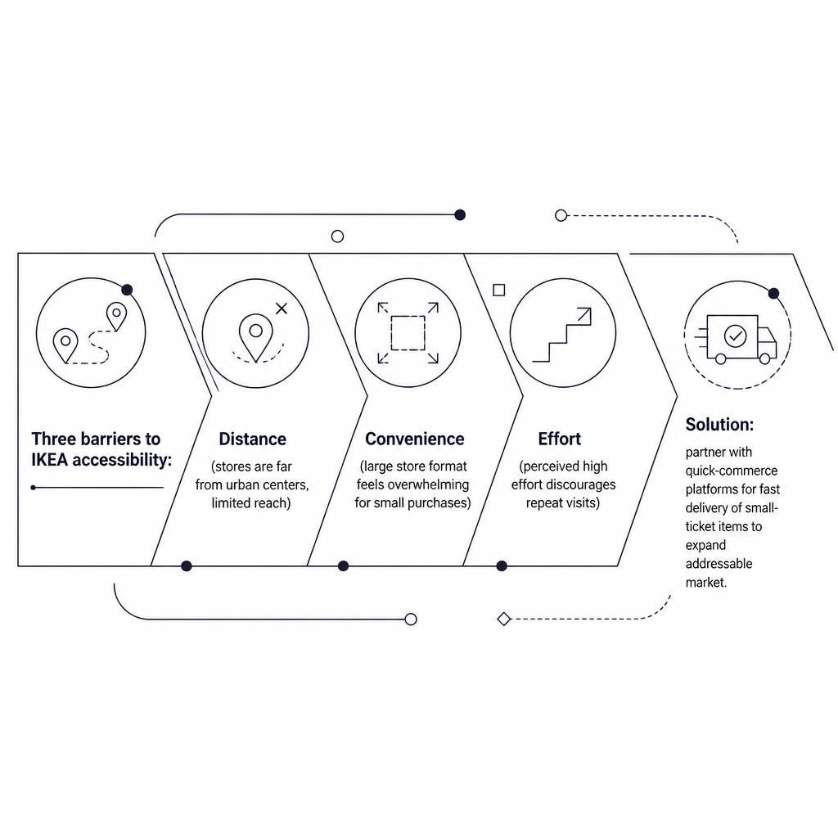 Three barriers to
IKEA accessibility:
Distance
(stores are far
from urban centers,
limited reach)
Convenience
(large store format
feels overwhelming
for small purchases)
Effort
(perceived high
effort discourages
repeat visits)
Solution:
partner with
quick-commerce
platforms for fast
delivery of small-
ticket items to
expand
addressable
market.